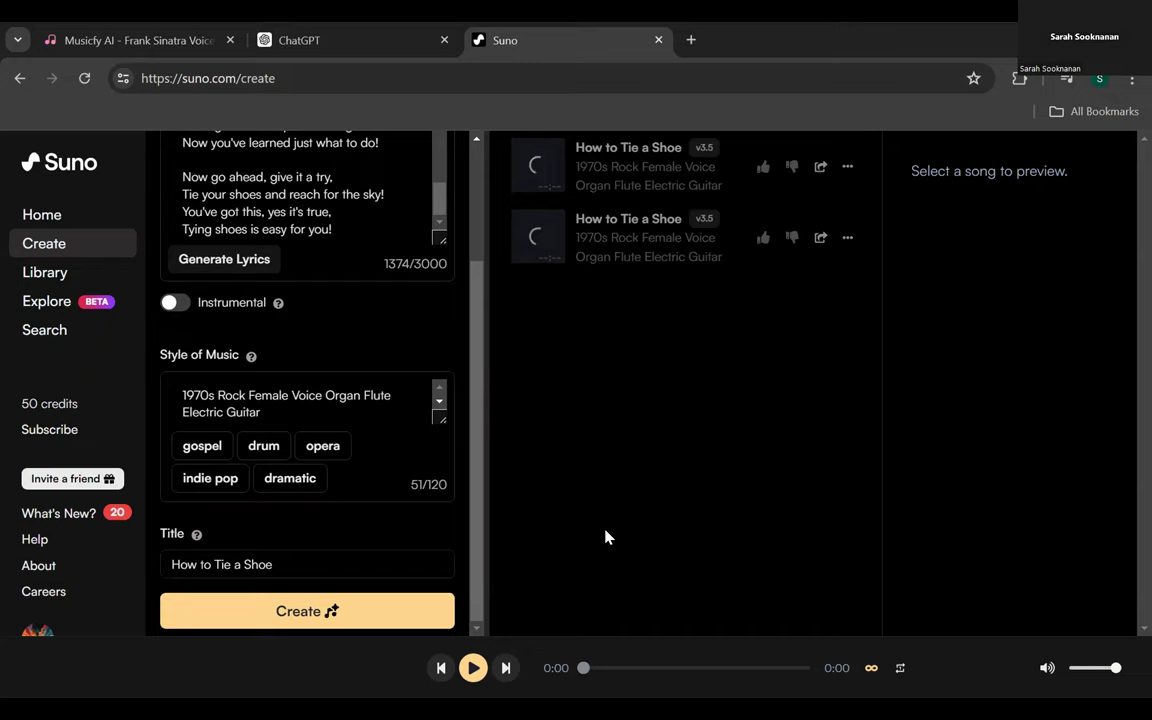 Musicfy AI - Frank Sinatra Voice
ChatGPT
Suno
Sarah Sooknanan
Sarah Sooknanan
https://suno.com/create
S
All Bookmarks
Suno
Home
Create
Library
Explore BETA
Search
50 credits
Subscribe
Invite a friend
What's New? 20
Help
About
Careers
Now you've learned just what to do!
Now go ahead, give it a try,
Tie your shoes and reach for the sky!
You've got this, yes it's true,
Tying shoes is easy for you!
Generate Lyrics
1374/3000
Instrumental ?
Style of Music ?
1970s Rock Female Voice Organ Flute
Electric Guitar
gospel drum opera
indie pop dramatic
51/120
Title ?
How to Tie a Shoe
Create
How to Tie a Shoe v3.5
1970s Rock Female Voice
Organ Flute Electric Guitar
--:--
How to Tie a Shoe v3.5
1970s Rock Female Voice
Organ Flute Electric Guitar
--:--
Select a song to preview.
0:00
0:00